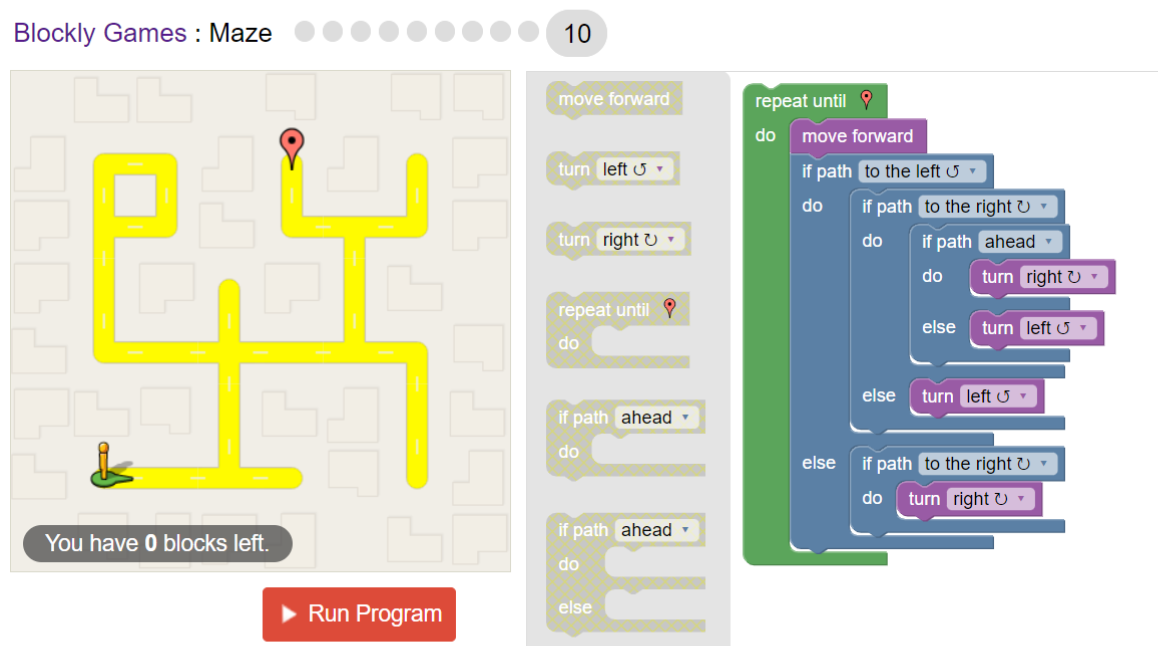 Blockly Games : Maze 10
You have 0 blocks left.
Run Program
move forward
turn left ↺ ▾
turn right ↻ ▾
repeat until
do
if path ahead ▾
do
if path ahead ▾
do
else
repeat until
do move forward
if path to the left ↺ ▾
do if path to the right ↻ ▾
do if path ahead ▾
do turn right ↻ ▾
else turn left ↺ ▾
else turn left ↺ ▾
else if path to the right ↻ ▾
do turn right ↻ ▾